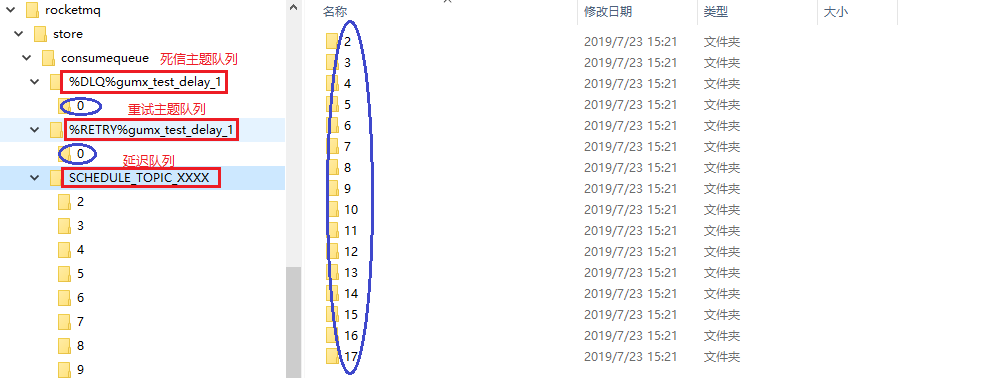 rocketmq
store
consumequeue 死信主题队列
%DLQ%gumx_test_delay_1
0 重试主题队列
%RETRY%gumx_test_delay_1
0 延迟队列
SCHEDULE_TOPIC_XXXX
2
3
4
5
6
7
8
9
名称 修改日期 类型 大小
2 2019/7/23 15:21 文件夹
3 2019/7/23 15:21 文件夹
4 2019/7/23 15:21 文件夹
5 2019/7/23 15:21 文件夹
6 2019/7/23 15:21 文件夹
7 2019/7/23 15:21 文件夹
8 2019/7/23 15:21 文件夹
9 2019/7/23 15:21 文件夹
10 2019/7/23 15:21 文件夹
11 2019/7/23 15:21 文件夹
12 2019/7/23 15:21 文件夹
13 2019/7/23 15:21 文件夹
14 2019/7/23 15:21 文件夹
15 2019/7/23 15:21 文件夹
16 2019/7/23 15:21 文件夹
17 2019/7/23 15:21 文件夹